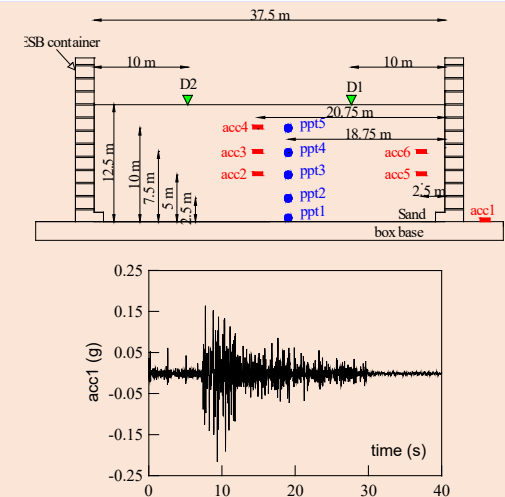 37.5 m
ESB container
10 m
10 m
D2
D1
20.75 m
acc4
ppt5
18.75 m
acc3
ppt4
acc6
acc2
ppt3
acc5
12.5 m
10 m
7.5 m
5 m
2.5 m
ppt2
2.5 m
ppt1
Sand
acc1
box base
0.25
0.15
0.05
-0.05
-0.15
-0.25
acc1 (g)
time (s)
0
10
20
30
40